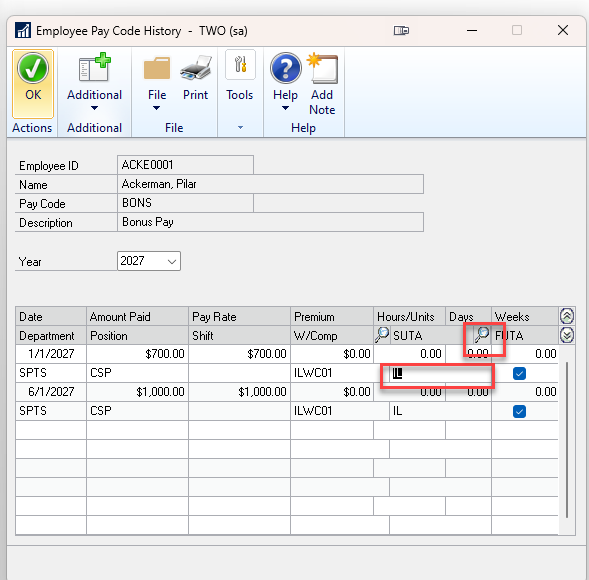 Employee Pay Code History - TWO (sa)
OK Additional File Print Tools Help Add Note
Actions Additional File Help
Employee ID ACKE0001
Name Ackerman, Pilar
Pay Code BONS
Description Bonus Pay
Year 2027
Date Amount Paid Pay Rate Premium Hours/Units Days Weeks
Department Position Shift W/Comp SUTA FUTA
1/1/2027 $700.00 $700.00 $0.00 0.00 0.00 0.00
SPTS CSP ILWC01 IL
6/1/2027 $1,000.00 $1,000.00 $0.00 0.00 0.00 0.00
SPTS CSP ILWC01 IL